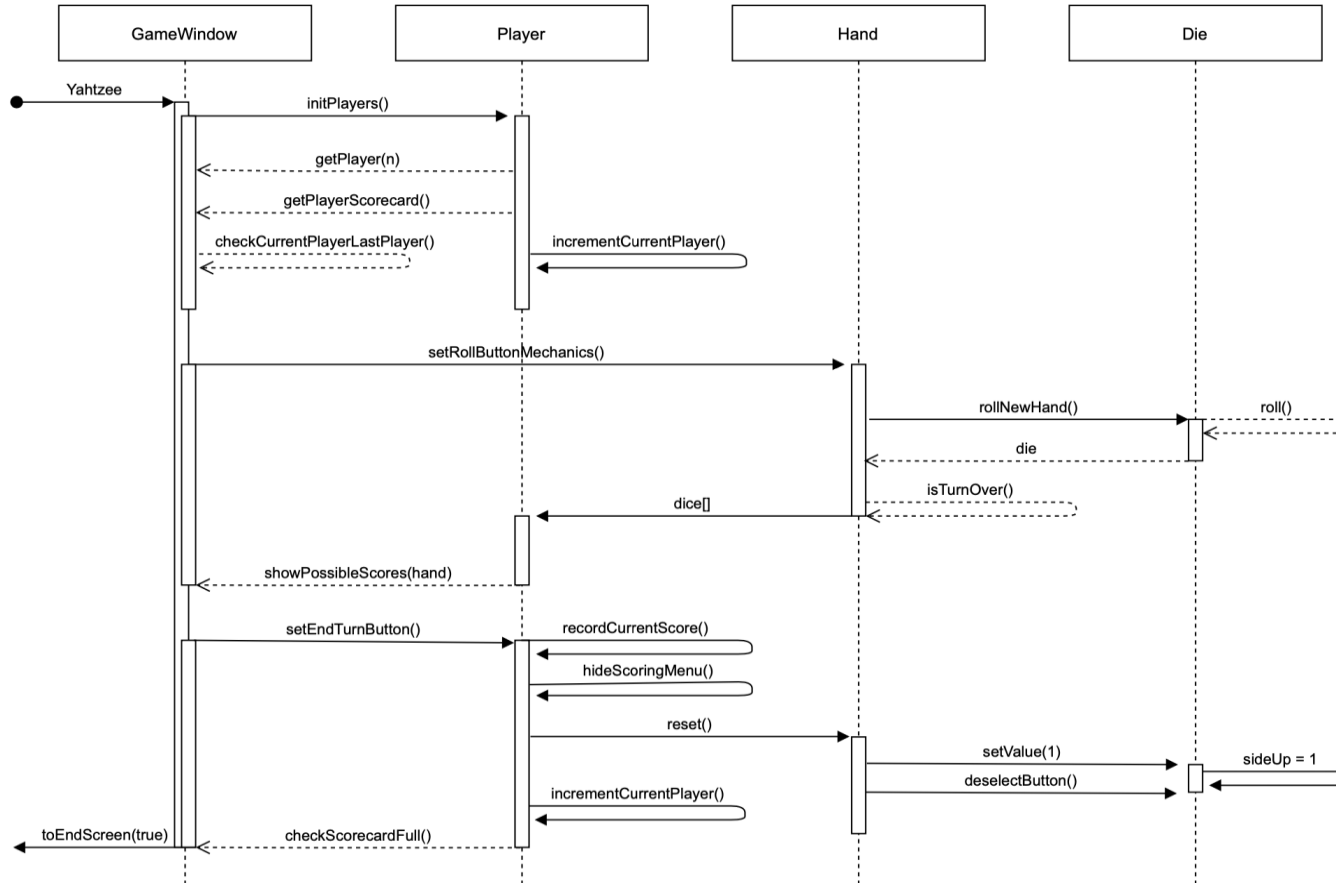 GameWindow
Player
Hand
Die
Yahtzee
initPlayers()
getPlayer(n)
getPlayerScorecard()
checkCurrentPlayerLastPlayer()
incrementCurrentPlayer()
setRollButtonMechanics()
rollNewHand()
roll()
die
isTurnOver()
dice[]
showPossibleScores(hand)
setEndTurnButton()
recordCurrentScore()
hideScoringMenu()
reset()
setValue(1)
sideUp = 1
deselectButton()
incrementCurrentPlayer()
toEndScreen(true)
checkScorecardFull()